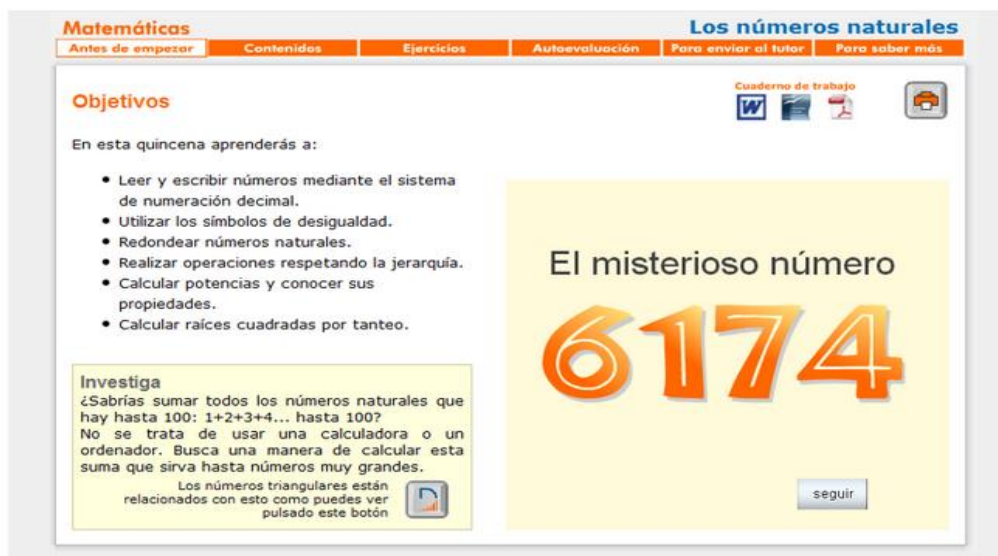 Matemáticas
Los números naturales
Antes de empezar
Contenidos
Ejercicios
Autoevaluación
Para enviar al tutor
Para saber más
Objetivos
Cuaderno de trabajo
En esta quincena aprenderás a:
• Leer y escribir números mediante el sistema
de numeración decimal.
• Utilizar los símbolos de desigualdad.
• Redondear números naturales.
• Realizar operaciones respetando la jerarquía.
• Calcular potencias y conocer sus
propiedades.
• Calcular raíces cuadradas por tanteo.
Investiga
¿Sabrías sumar todos los números naturales que
hay hasta 100: 1+2+3+4... hasta 100?
No se trata de usar una calculadora o un
ordenador. Busca una manera de calcular esta
suma que sirva hasta números muy grandes.
Los números triangulares están
relacionados con esto como puedes ver
pulsado este botón
El misterioso número
6174
seguir